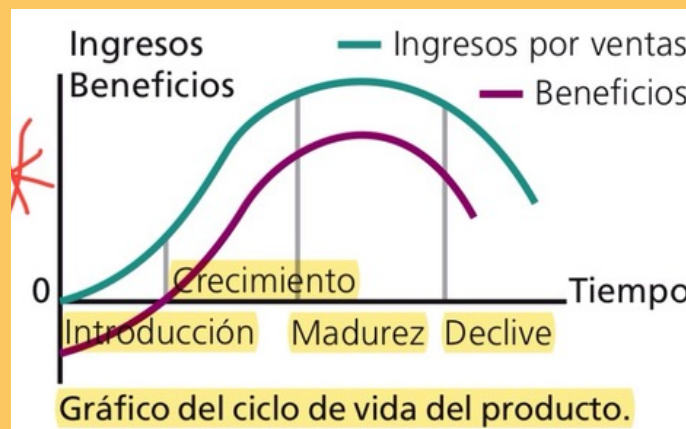 Ingresos
Beneficios
Ingresos por ventas
Beneficios
0
Tiempo
Crecimiento
Introducción
Madurez
Declive
Gráfico del ciclo de vida del producto.